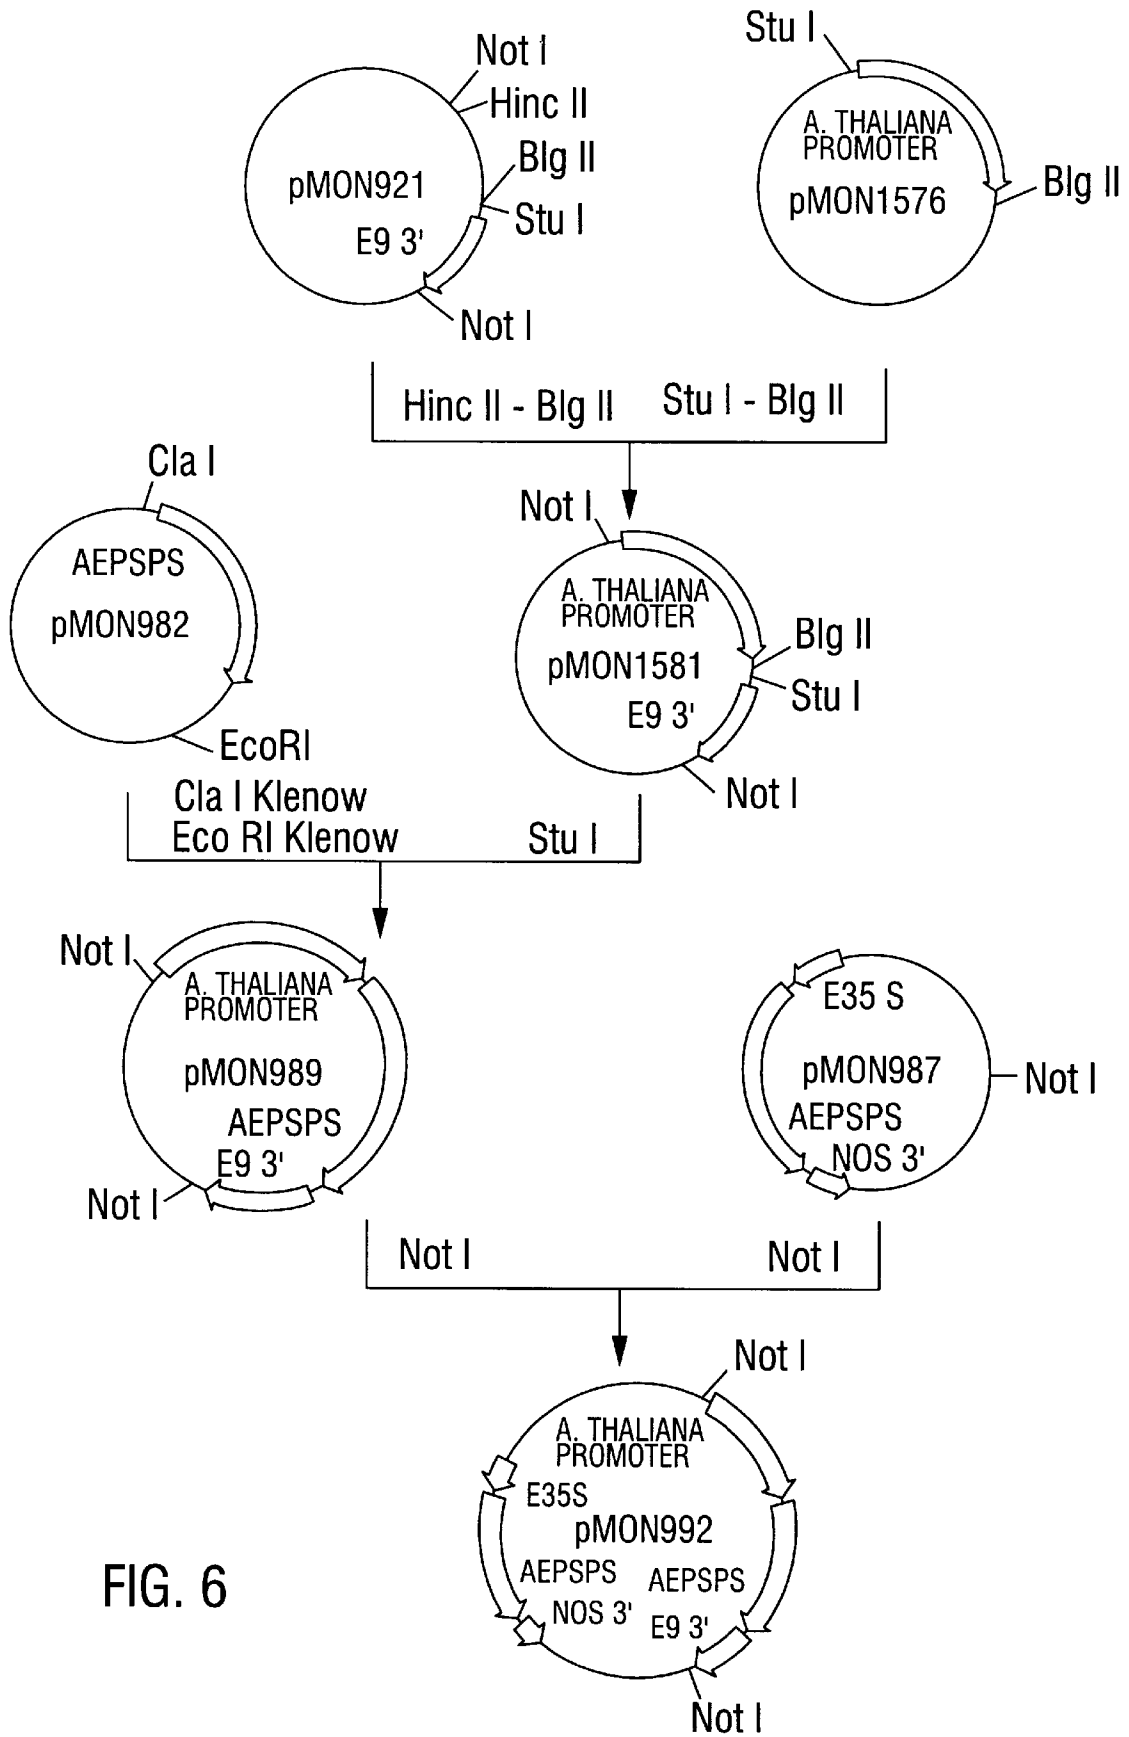 Not I
Hinc II
Blg II
Stu I
pMON921
E9 3'
Not I
Stu I
A. THALIANA
PROMOTER
pMON1576
Blg II
Hinc II - Blg II
Stu I - Blg II
Cla I
AEPSPS
pMON982
EcoRI
Not I
A. THALIANA
PROMOTER
pMON1581
E9 3'
Blg II
Stu I
Not I
Cla I Klenow
Eco RI Klenow
Stu I
Not I
A. THALIANA
PROMOTER
pMON989
AEPSPS
E9 3'
Not I
E35 S
pMON987
AEPSPS
NOS 3'
Not I
Not I
Not I
Not I
A. THALIANA
PROMOTER
E35S
pMON992
AEPSPS
AEPSPS
NOS 3'
E9 3'
Not I
FIG. 6